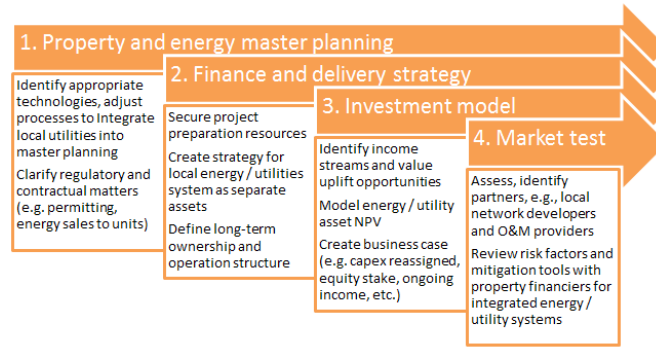 1. Property and energy master planning
Identify appropriate
technologies, adjust
processes to Integrate
local utilities into
master planning
Clarify regulatory and
contractual matters
(e.g. permitting,
energy sales to units)
2. Finance and delivery strategy
Secure project
preparation resources
Create strategy for
local energy / utilities
system as separate
assets
Define long-term
ownership and
operation structure
3. Investment model
Identify income
streams and value
uplift opportunities
Model energy / utility
asset NPV
Create business case
(e.g. capex reassigned,
equity stake, ongoing
income, etc.)
4. Market test
Assess, identify
partners, e.g., local
network developers
and O&M providers
Review risk factors and
mitigation tools with
property financiers for
integrated energy /
utility systems